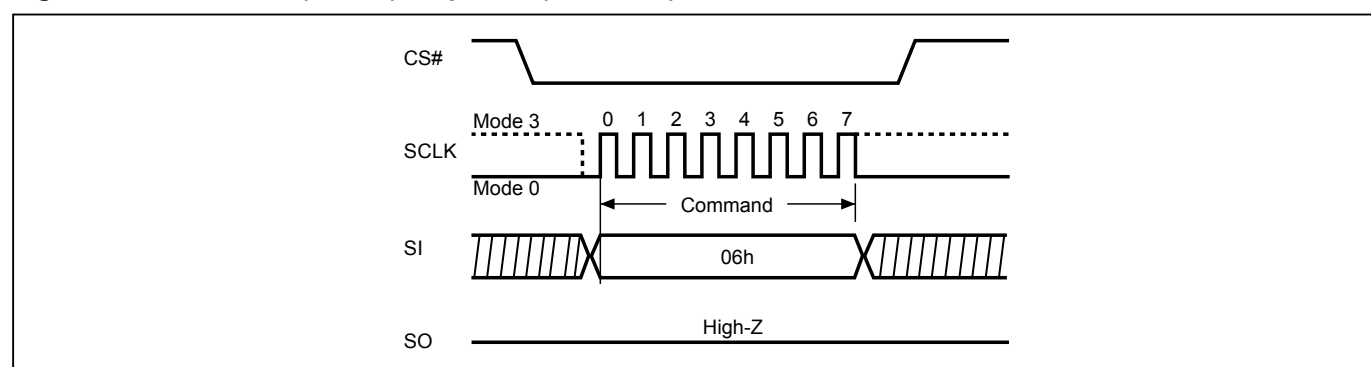 CS#
Mode 3
0 1 2 3 4 5 6 7
SCLK
Mode 0
Command
SI
06h
High-Z
SO